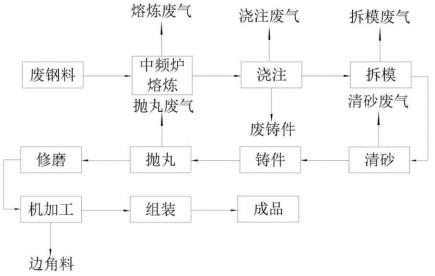 熔炼废气
浇注废气
拆模废气
废钢料
中频炉
熔炼
浇注
拆模
抛丸废气
清砂废气
废铸件
修磨
抛丸
铸件
清砂
机加工
组装
成品
边角料